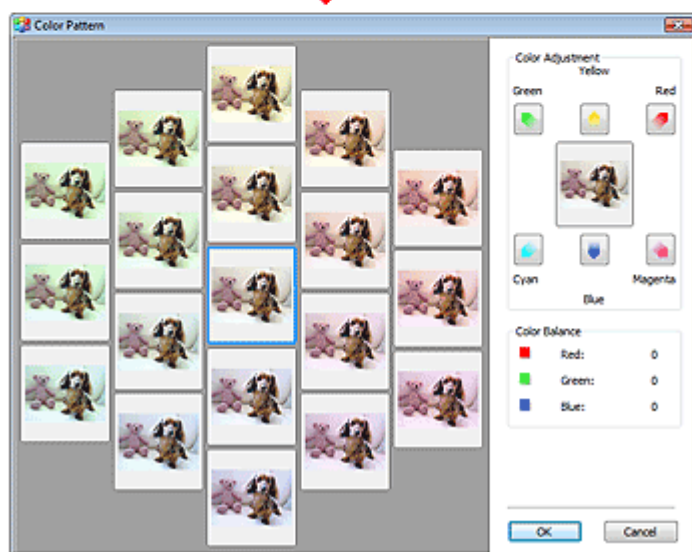 Color Pattern
Color Adjustment
Yellow
Green Red
Cyan Magenta
Blue
Color Balance
Red: 0
Green: 0
Blue: 0
OK Cancel